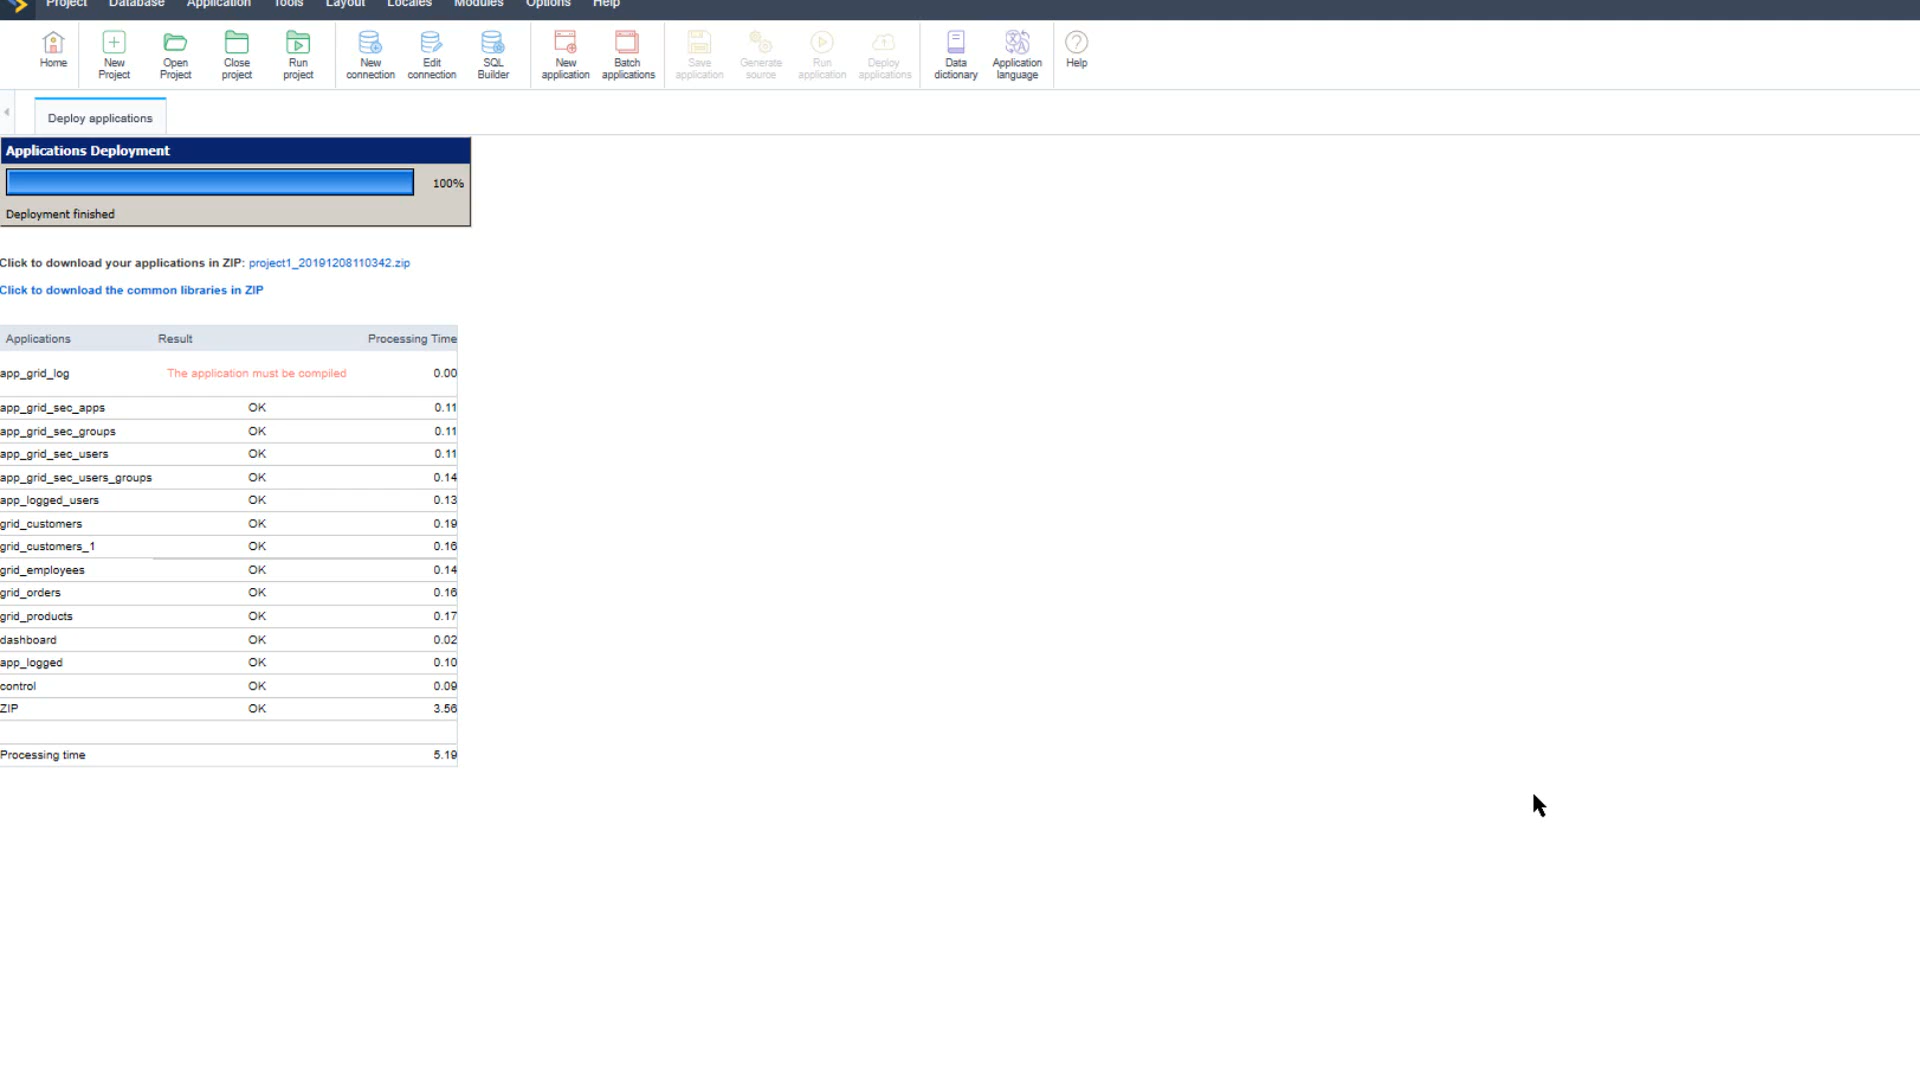 Project Database Application Tools Layout Locales Modules Options Help
Home New Project Open Project Close project Run project New connection Edit connection SQL Builder New application Batch applications Save application Generate source Run application Deploy applications Data dictionary Application language Help
Deploy applications
Applications Deployment
100%
Deployment finished
Click to download your applications in ZIP: project1_20191208110342.zip
Click to download the common libraries in ZIP
Applications Result Processing Time
app_grid_log The application must be compiled 0.00
app_grid_sec_apps OK 0.11
app_grid_sec_groups OK 0.11
app_grid_sec_users OK 0.11
app_grid_sec_users_groups OK 0.14
app_logged_users OK 0.13
grid_customers OK 0.19
grid_customers_1 OK 0.16
grid_employees OK 0.14
grid_orders OK 0.16
grid_products OK 0.17
dashboard OK 0.02
app_logged OK 0.10
control OK 0.09
ZIP OK 3.56
Processing time 5.19